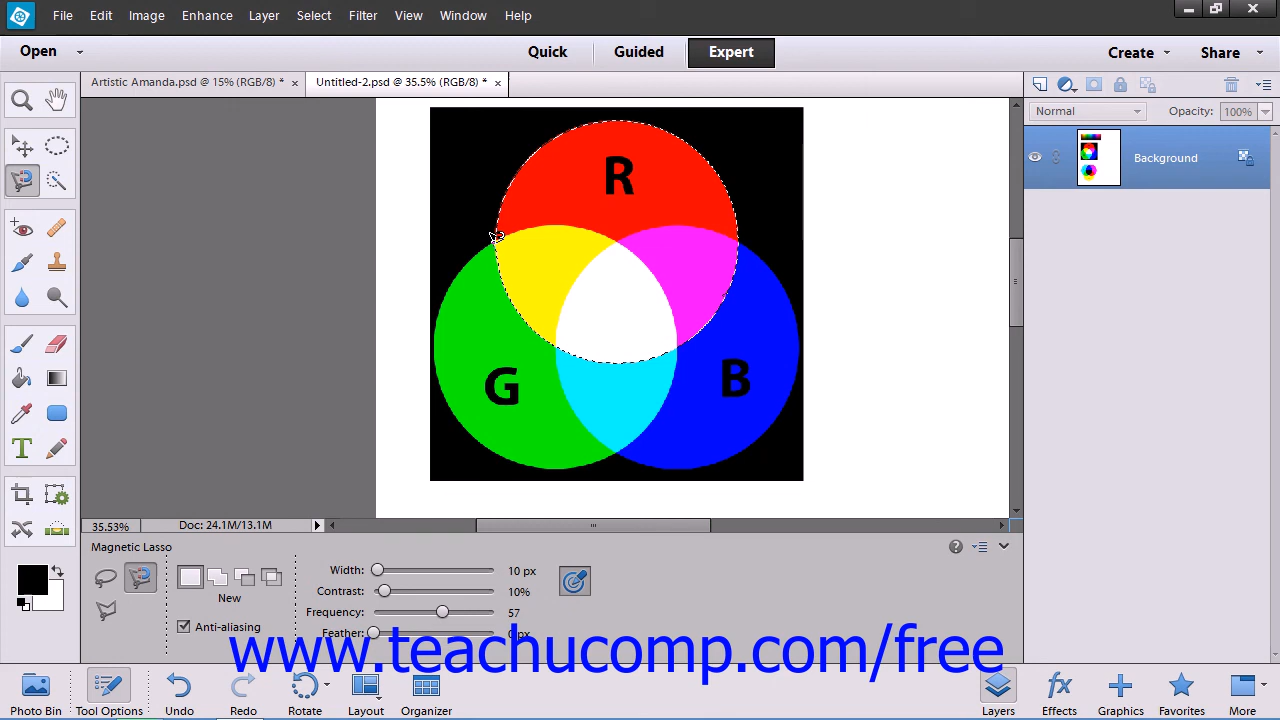 File Edit Image Enhance Layer Select Filter View Window Help
Open Quick Guided Expert Create Share
Artistic Amanda.psd @ 15% (RGB/8) * × Untitled-2.psd @ 35.5% (RGB/8) * ×
Normal Opacity: 100%
Background
R
G
B
35.53% Doc: 24.1M/13.1M
Magnetic Lasso
Width: 10 px
Contrast: 10%
New
Frequency: 57
Anti-aliasing
Feather: 0 px
www.teachucomp.com/free
Photo Bin Tool Options Undo Redo Rotate Layout Organizer Layers Effects Graphics Favorites More